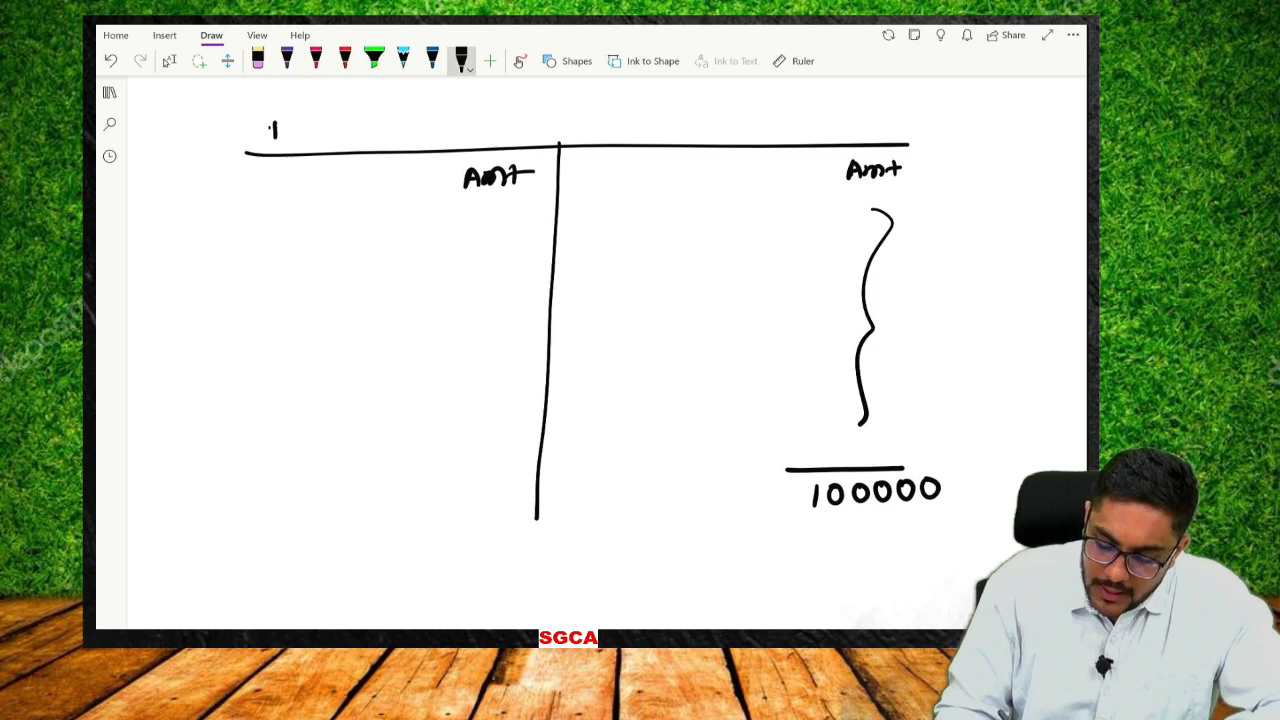 Home Insert Draw View Help Share
Shapes Ink to Shape Ink to Text Ruler
Amt Amt
100000
SGCA